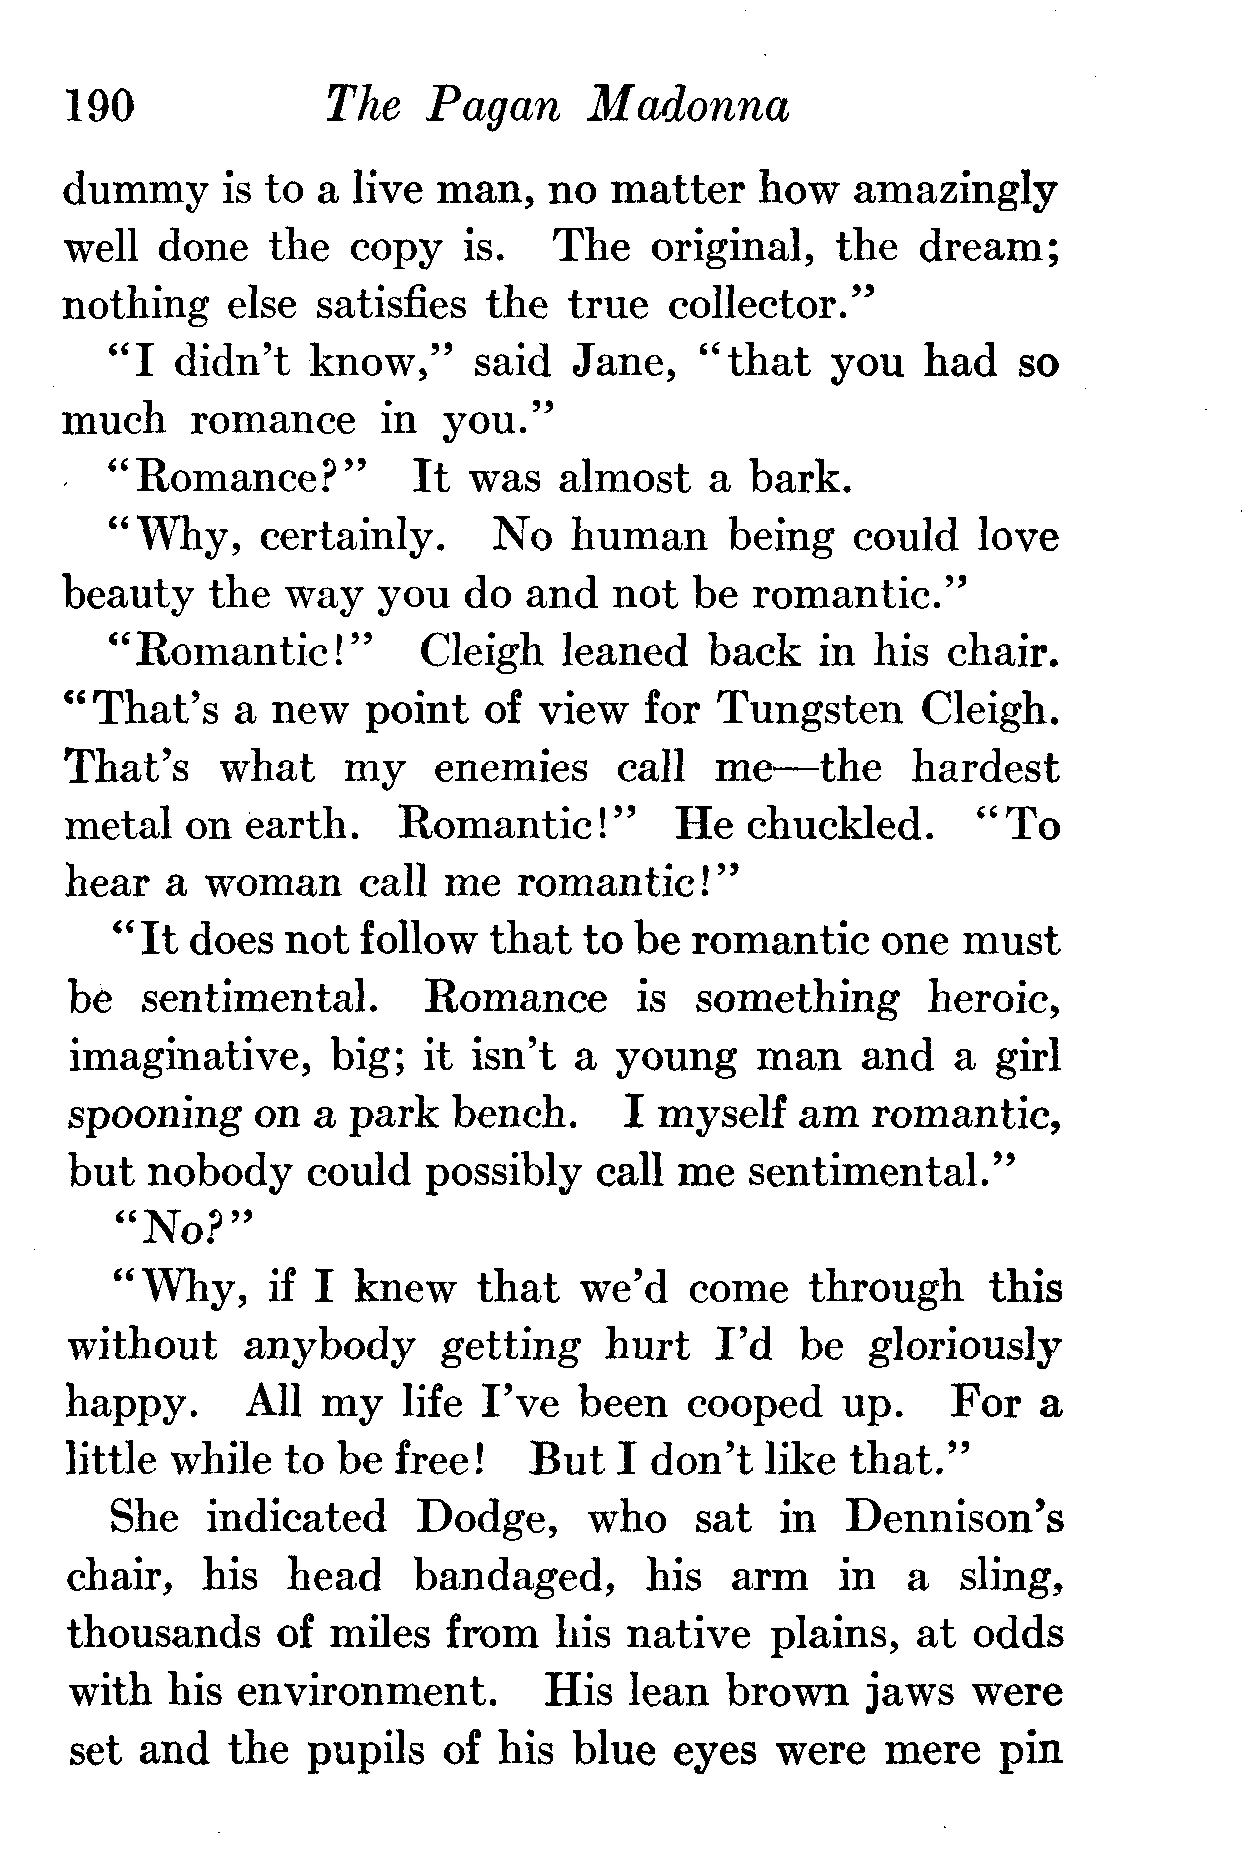 190 The Pagan Madonna
dummy is to a live man, no matter how amazingly
well done the copy is. The original, the dream;
nothing else satisfies the true collector.”
“I didn’t know,” said Jane, “that you had so
much romance in you.”
“Romance?” It was almost a bark.
“Why, certainly. No human being could love
beauty the way you do and not be romantic.”
“Romantic!” Cleigh leaned back in his chair.
“That’s a new point of view for Tungsten Cleigh.
That’s what my enemies call me—the hardest
metal on earth. Romantic!” He chuckled. “To
hear a woman call me romantic!”
“It does not follow that to be romantic one must
be sentimental. Romance is something heroic,
imaginative, big; it isn’t a young man and a girl
spooning on a park bench. I myself am romantic,
but nobody could possibly call me sentimental.”
“No?”
“Why, if I knew that we’d come through this
without anybody getting hurt I’d be gloriously
happy. All my life I’ve been cooped up. For a
little while to be free! But I don’t like that.”
She indicated Dodge, who sat in Dennison’s
chair, his head bandaged, his arm in a sling,
thousands of miles from his native plains, at odds
with his environment. His lean brown jaws were
set and the pupils of his blue eyes were mere pin